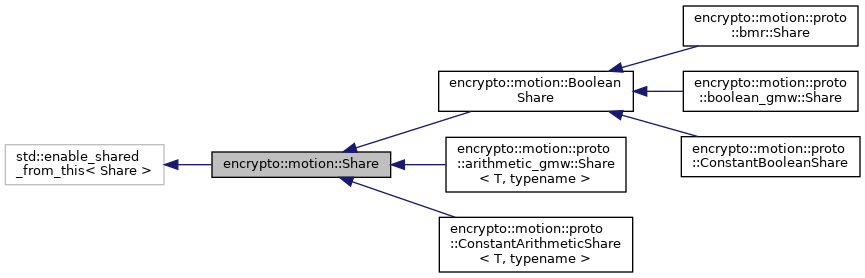 std::enable_shared
_from_this< Share >
encrypto::motion::Share
encrypto::motion::Boolean
Share
encrypto::motion::proto
::arithmetic_gmw::Share
< T, typename >
encrypto::motion::proto
::ConstantArithmeticShare
< T, typename >
encrypto::motion::proto
::bmr::Share
encrypto::motion::proto
::boolean_gmw::Share
encrypto::motion::proto
::ConstantBooleanShare